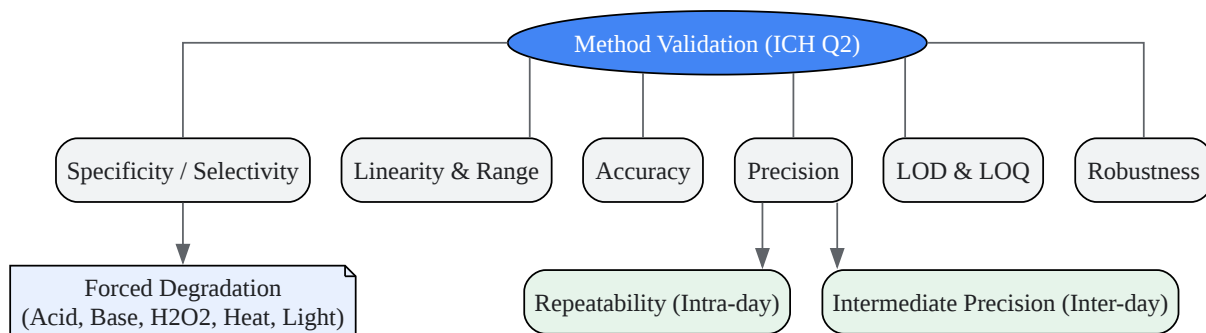 Method Validation (ICH Q2)
Specificity / Selectivity
Linearity & Range
Accuracy
Precision
LOD & LOQ
Robustness
Forced Degradation
(Acid, Base, H2O2, Heat, Light)
Repeatability (Intra-day)
Intermediate Precision (Inter-day)